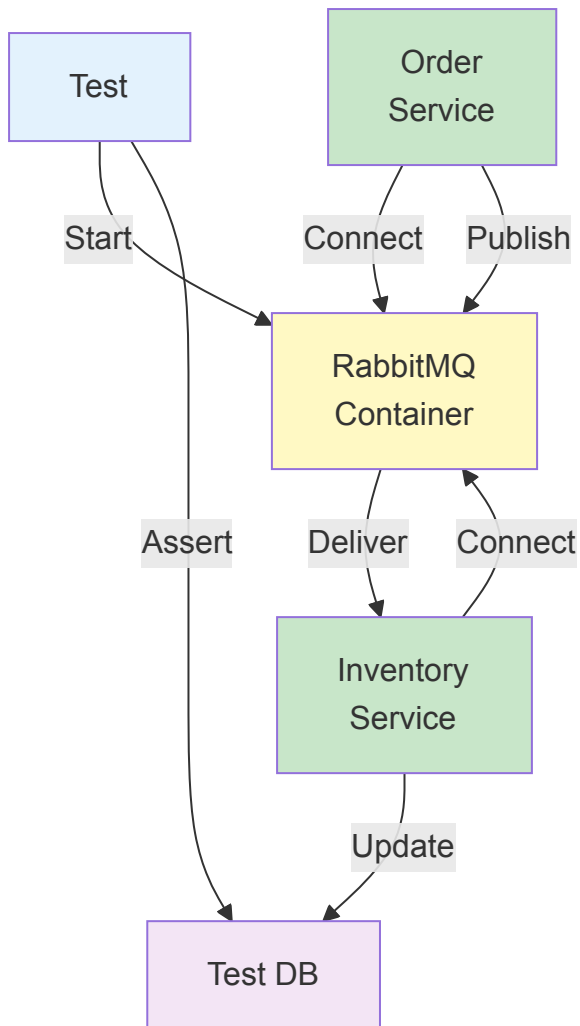 Test
Order
Service
Start
Connect
Publish
RabbitMQ
Container
Assert
Deliver
Connect
Inventory
Service
Update
Test DB